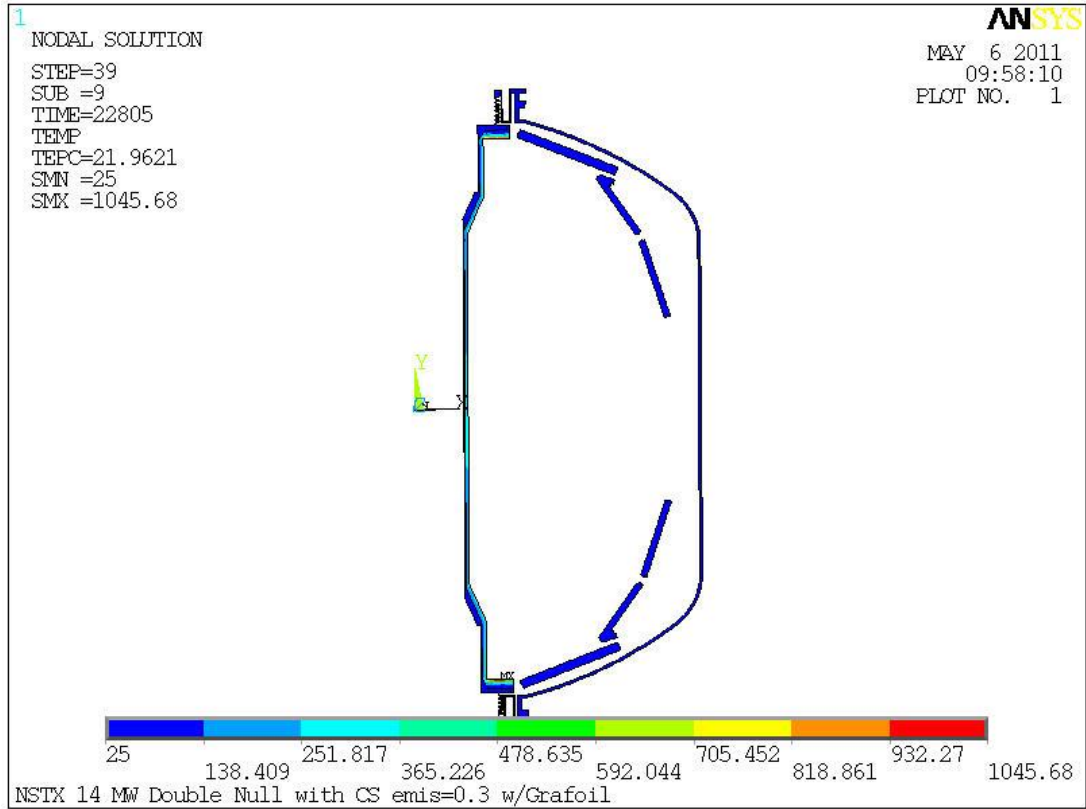 1
ANSYS
NODAL SOLUTION
STEP=39
SUB =9
TIME=22805
TEMP
TEPC=21.9621
SMN =25
SMX =1045.68
MAY 6 2011
09:58:10
PLOT NO. 1
Y
X
MX
25 251.817 478.635 705.452 932.27
138.409 365.226 592.044 818.861 1045.68
NSTX 14 MW Double Null with CS emis=0.3 w/Grafoil